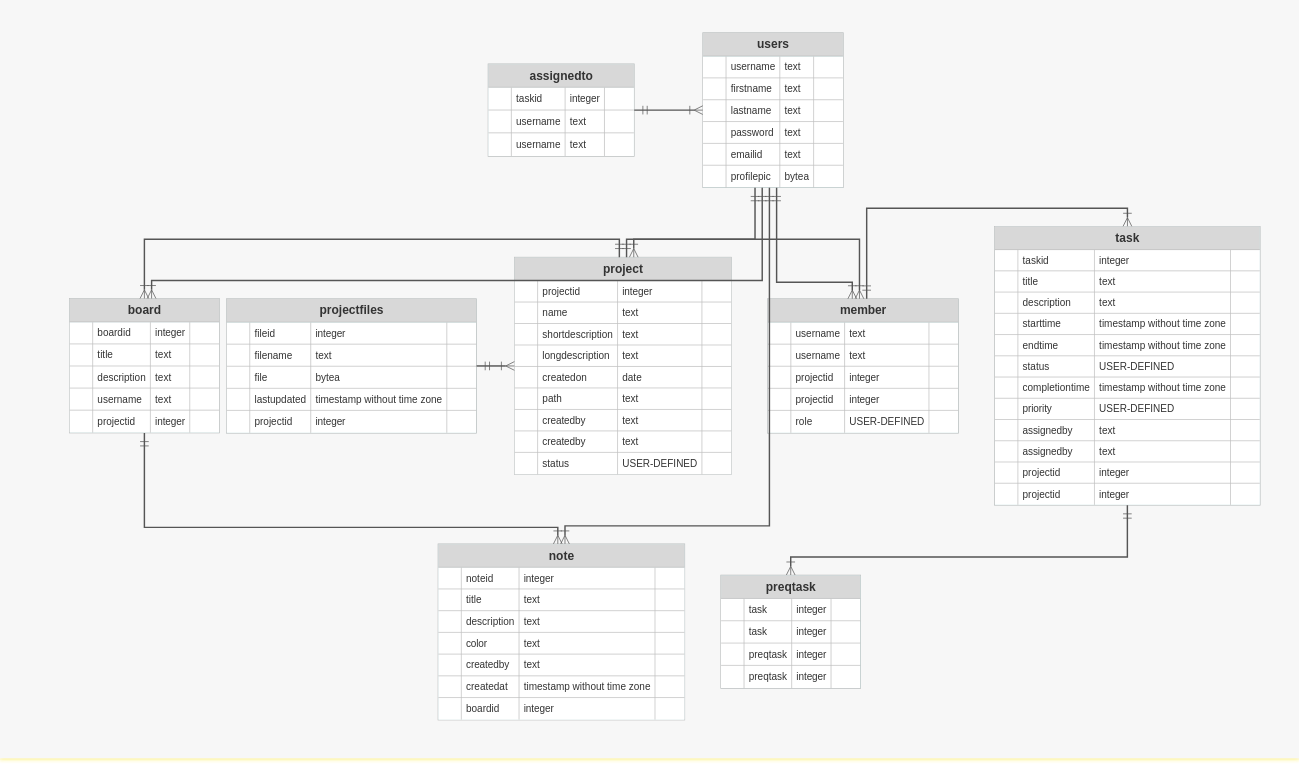 users
username text
firstname text
lastname text
password text
emailid text
profilepic bytea
assignedto
taskid integer
username text
username text
task
taskid integer
title text
description text
starttime timestamp without time zone
endtime timestamp without time zone
status USER-DEFINED
completiontime timestamp without time zone
priority USER-DEFINED
assignedby text
assignedby text
projectid integer
projectid integer
project
projectid integer
name text
shortdescription text
longdescription text
createdon date
path text
createdby text
createdby text
status USER-DEFINED
board
boardid integer
title text
description text
username text
projectid integer
projectfiles
fileid integer
filename text
file bytea
lastupdated timestamp without time zone
projectid integer
member
username text
username text
projectid integer
projectid integer
role USER-DEFINED
note
noteid integer
title text
description text
color text
createdby text
createdat timestamp without time zone
boardid integer
preqtask
task integer
task integer
preqtask integer
preqtask integer